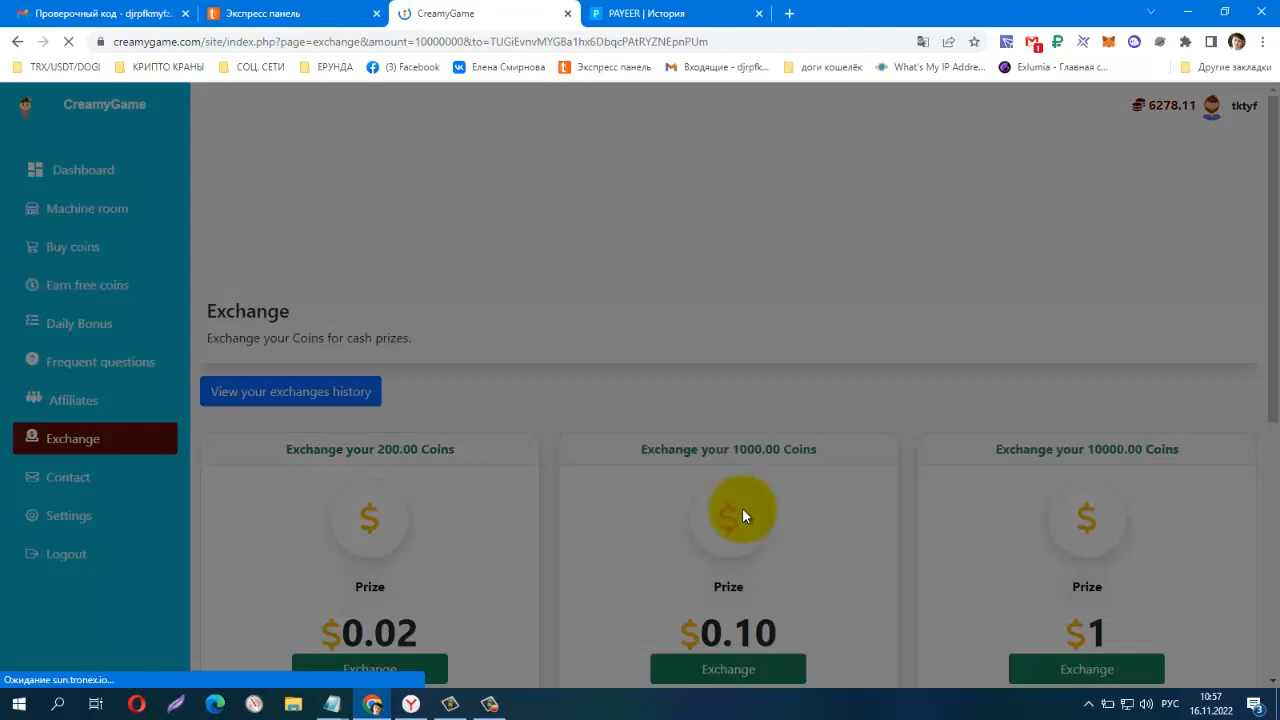 Проверочный код - djrpfkmyfz
Экспресс панель
CreamyGame
PAYEER | История
creamygame.com/site/index.php?page=exchange&amount=10000000&to=TUGiEvnvMYGBa1hx6DbqcPAtRYZNEpnPUm
1
TRX/USDT/DOGI
КРИПТО КРАНЫ
СОЦ. СЕТИ
ЕРУНДА
(3) Facebook
Елена Смирнова
Экспресс панель
Входящие - djrpfk...
доги кошелёк
What's My IP Addre...
Exlumia - Главная с...
Другие закладки
CreamyGame
6278.11
tktyf
Dashboard
Machine room
Buy coins
Earn free coins
Daily Bonus
Frequent questions
Affiliates
Exchange
Contact
Settings
Logout
Exchange
Exchange your Coins for cash prizes.
View your exchanges history
Exchange your 200.00 Coins
$
Prize
$0.02
Exchange
Exchange your 1000.00 Coins
$
Prize
$0.10
Exchange
Exchange your 10000.00 Coins
$
Prize
$1
Exchange
Ожидание sun.tronex.io...
РУС
10:57
16.11.2022
3